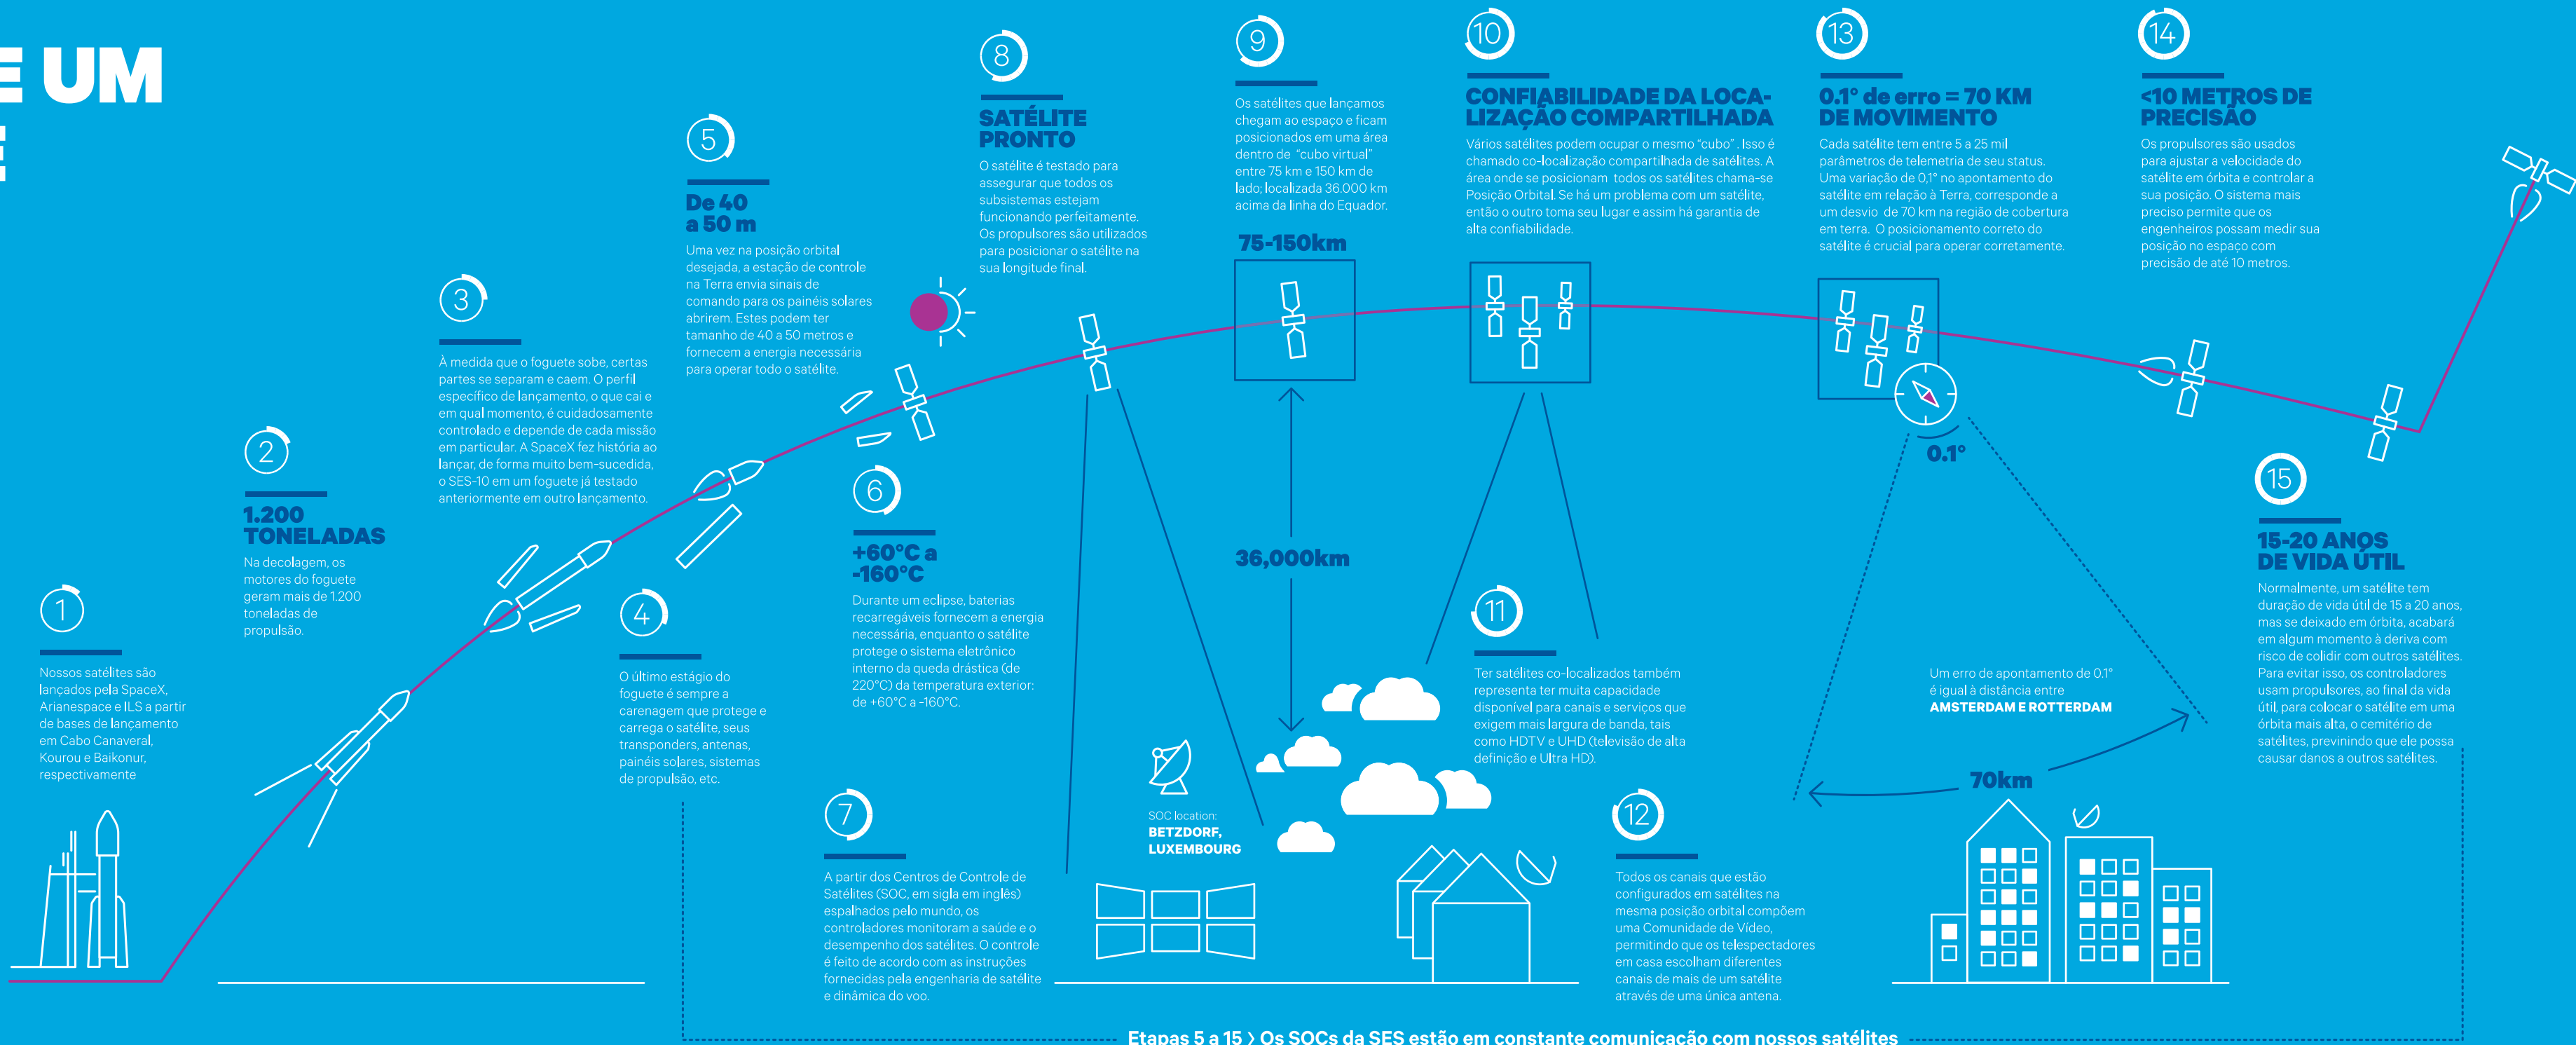 E UM
E
1
Nossos satélites são
lançados pela SpaceX,
Arianespace e ILS a partir
de bases de lançamento
em Cabo Canaveral,
Kourou e Baikonur,
respectivamente
2
1.200
TONELADAS
Na decolagem, os
motores do foguete
geram mais de 1.200
toneladas de
propulsão.
3
À medida que o foguete sobe, certas
partes se separam e caem. O perfil
específico de lançamento, o que cai e
em qual momento, é cuidadosamente
controlado e depende de cada missão
em particular. A SpaceX fez história ao
lançar, de forma muito bem-sucedida,
o SES-10 em um foguete já testado
anteriormente em outro lançamento.
4
O último estágio do
foguete é sempre a
carenagem que protege e
carrega o satélite, seus
transponders, antenas,
painéis solares, sistemas
de propulsão, etc.
5
De 40
a 50 m
Uma vez na posição orbital
desejada, a estação de controle
na Terra envia sinais de
comando para os painéis solares
abrirem. Estes podem ter
tamanho de 40 a 50 metros e
fornecem a energia necessária
para operar todo o satélite.
6
+60°C a
-160°C
Durante um eclipse, baterias
recarregáveis fornecem a energia
necessária, enquanto o satélite
protege o sistema eletrônico
interno da queda drástica (de
220°C) da temperatura exterior:
de +60°C a -160°C.
7
A partir dos Centros de Controle de
Satélites (SOC, em sigla em inglês)
espalhados pelo mundo, os
controladores monitoram a saúde e o
desempenho dos satélites. O controle
é feito de acordo com as instruções
fornecidas pela engenharia de satélite
e dinâmica do voo.
SOC location:
BETZDORF,
LUXEMBOURG
8
SATÉLITE
PRONTO
O satélite é testado para
assegurar que todos os
subsistemas estejam
funcionando perfeitamente.
Os propulsores são utilizados
para posicionar o satélite na
sua longitude final.
9
Os satélites que lançamos
chegam ao espaço e ficam
posicionados em uma área
dentro de "cubo virtual"
entre 75 km e 150 km de
lado; localizada 36.000 km
acima da linha do Equador.
75-150km
36,000km
10
CONFIABILIDADE DA LOCA-
LIZAÇÃO COMPARTILHADA
Vários satélites podem ocupar o mesmo "cubo" . Isso é
chamado co-localização compartilhada de satélites. A
área onde se posicionam todos os satélites chama-se
Posição Orbital. Se há um problema com um satélite,
então o outro toma seu lugar e assim há garantia de
alta confiabilidade.
11
Ter satélites co-localizados também
representa ter muita capacidade
disponível para canais e serviços que
exigem mais largura de banda, tais
como HDTV e UHD (televisão de alta
definição e Ultra HD).
12
Todos os canais que estão
configurados em satélites na
mesma posição orbital compõem
uma Comunidade de Vídeo,
permitindo que os telespectadores
em casa escolham diferentes
canais de mais de um satélite
através de uma única antena.
13
0.1° de erro = 70 KM
DE MOVIMENTO
Cada satélite tem entre 5 a 25 mil
parâmetros de telemetria de seu status.
Uma variação de 0,1° no apontamento do
satélite em relação à Terra, corresponde a
um desvio de 70 km na região de cobertura
em terra. O posicionamento correto do
satélite é crucial para operar corretamente.
0.1°
Um erro de apontamento de 0.1°
é igual à distância entre
AMSTERDAM E ROTTERDAM
70km
14
<10 METROS DE
PRECISÃO
Os propulsores são usados
para ajustar a velocidade do
satélite em órbita e controlar a
sua posição. O sistema mais
preciso permite que os
engenheiros possam medir sua
posição no espaço com
precisão de até 10 metros.
15
15-20 ANOS
DE VIDA ÚTIL
Normalmente, um satélite tem
duração de vida útil de 15 a 20 anos,
mas se deixado em órbita, acabará
em algum momento à deriva com
risco de colidir com outros satélites.
Para evitar isso, os controladores
usam propulsores, ao final da vida
útil, para colocar o satélite em uma
órbita mais alta, o cemitério de
satélites, previnindo que ele possa
causar danos a outros satélites.
Etapas 5 a 15 › Os SOCs da SES estão em constante comunicação com nossos satélites